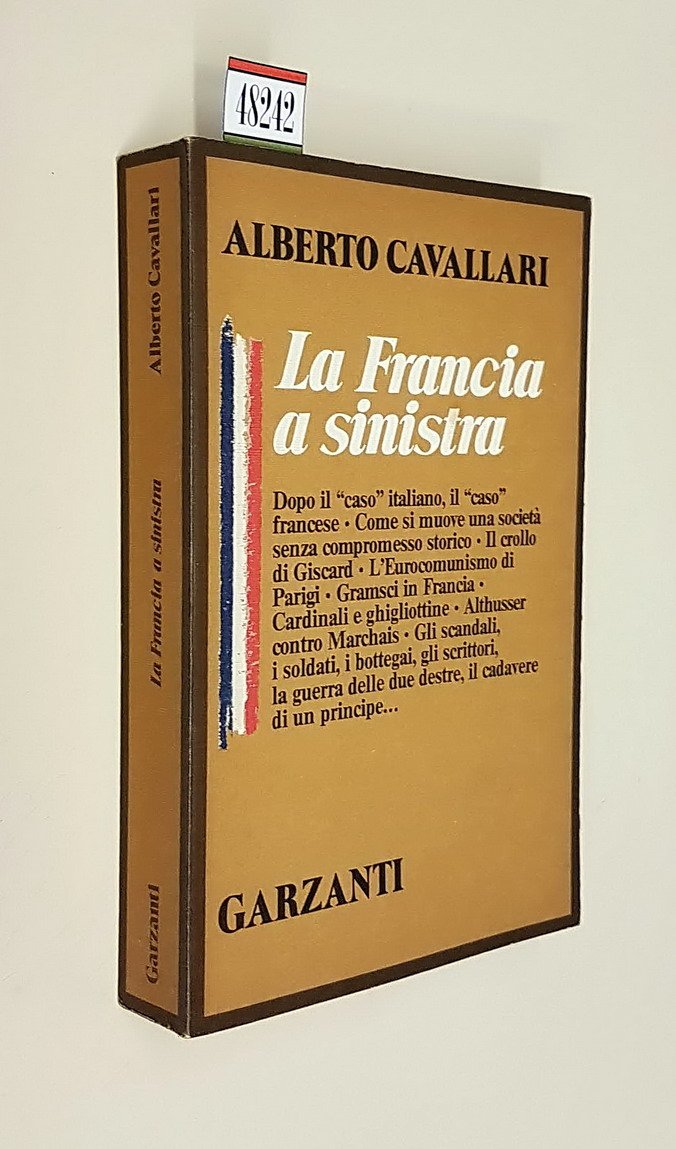 48242
ALBERTO CAVALLARI
La Francia
a sinistra
Dopo il “caso” italiano, il “caso”
francese • Come si muove una società
senza compromesso storico • Il crollo
di Giscard • L’Eurocomunismo di
Parigi • Gramsci in Francia •
Cardinali e ghigliottine • Althusser
contro Marchais • Gli scandali,
i soldati, i bottegai, gli scrittori,
la guerra delle due destre, il cadavere
di un principe...
GARZANTI
Alberto Cavallari
La Francia a sinistra
Garzanti